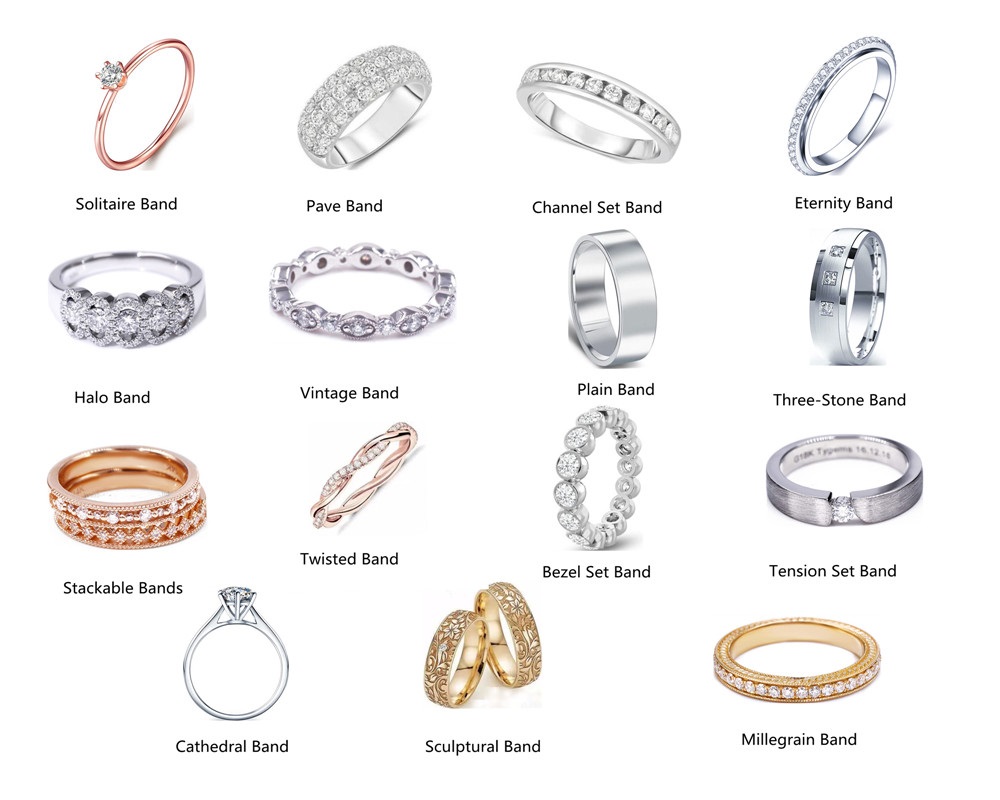 Solitaire Band
Pave Band
Channel Set Band
Eternity Band
Halo Band
Vintage Band
Plain Band
Three-Stone Band
Stackable Bands
Twisted Band
Bezel Set Band
Tension Set Band
Cathedral Band
Sculptural Band
Millegrain Band